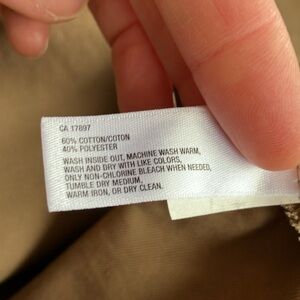 CA 17897
60% COTTON/COTON
40% POLYESTER
WASH INSIDE OUT, MACHINE WASH WARM,
WASH AND DRY WITH LIKE COLORS,
ONLY NON-CHLORINE BLEACH WHEN NEEDED,
TUMBLE DRY MEDIUM,
WARM IRON, OR DRY CLEAN.